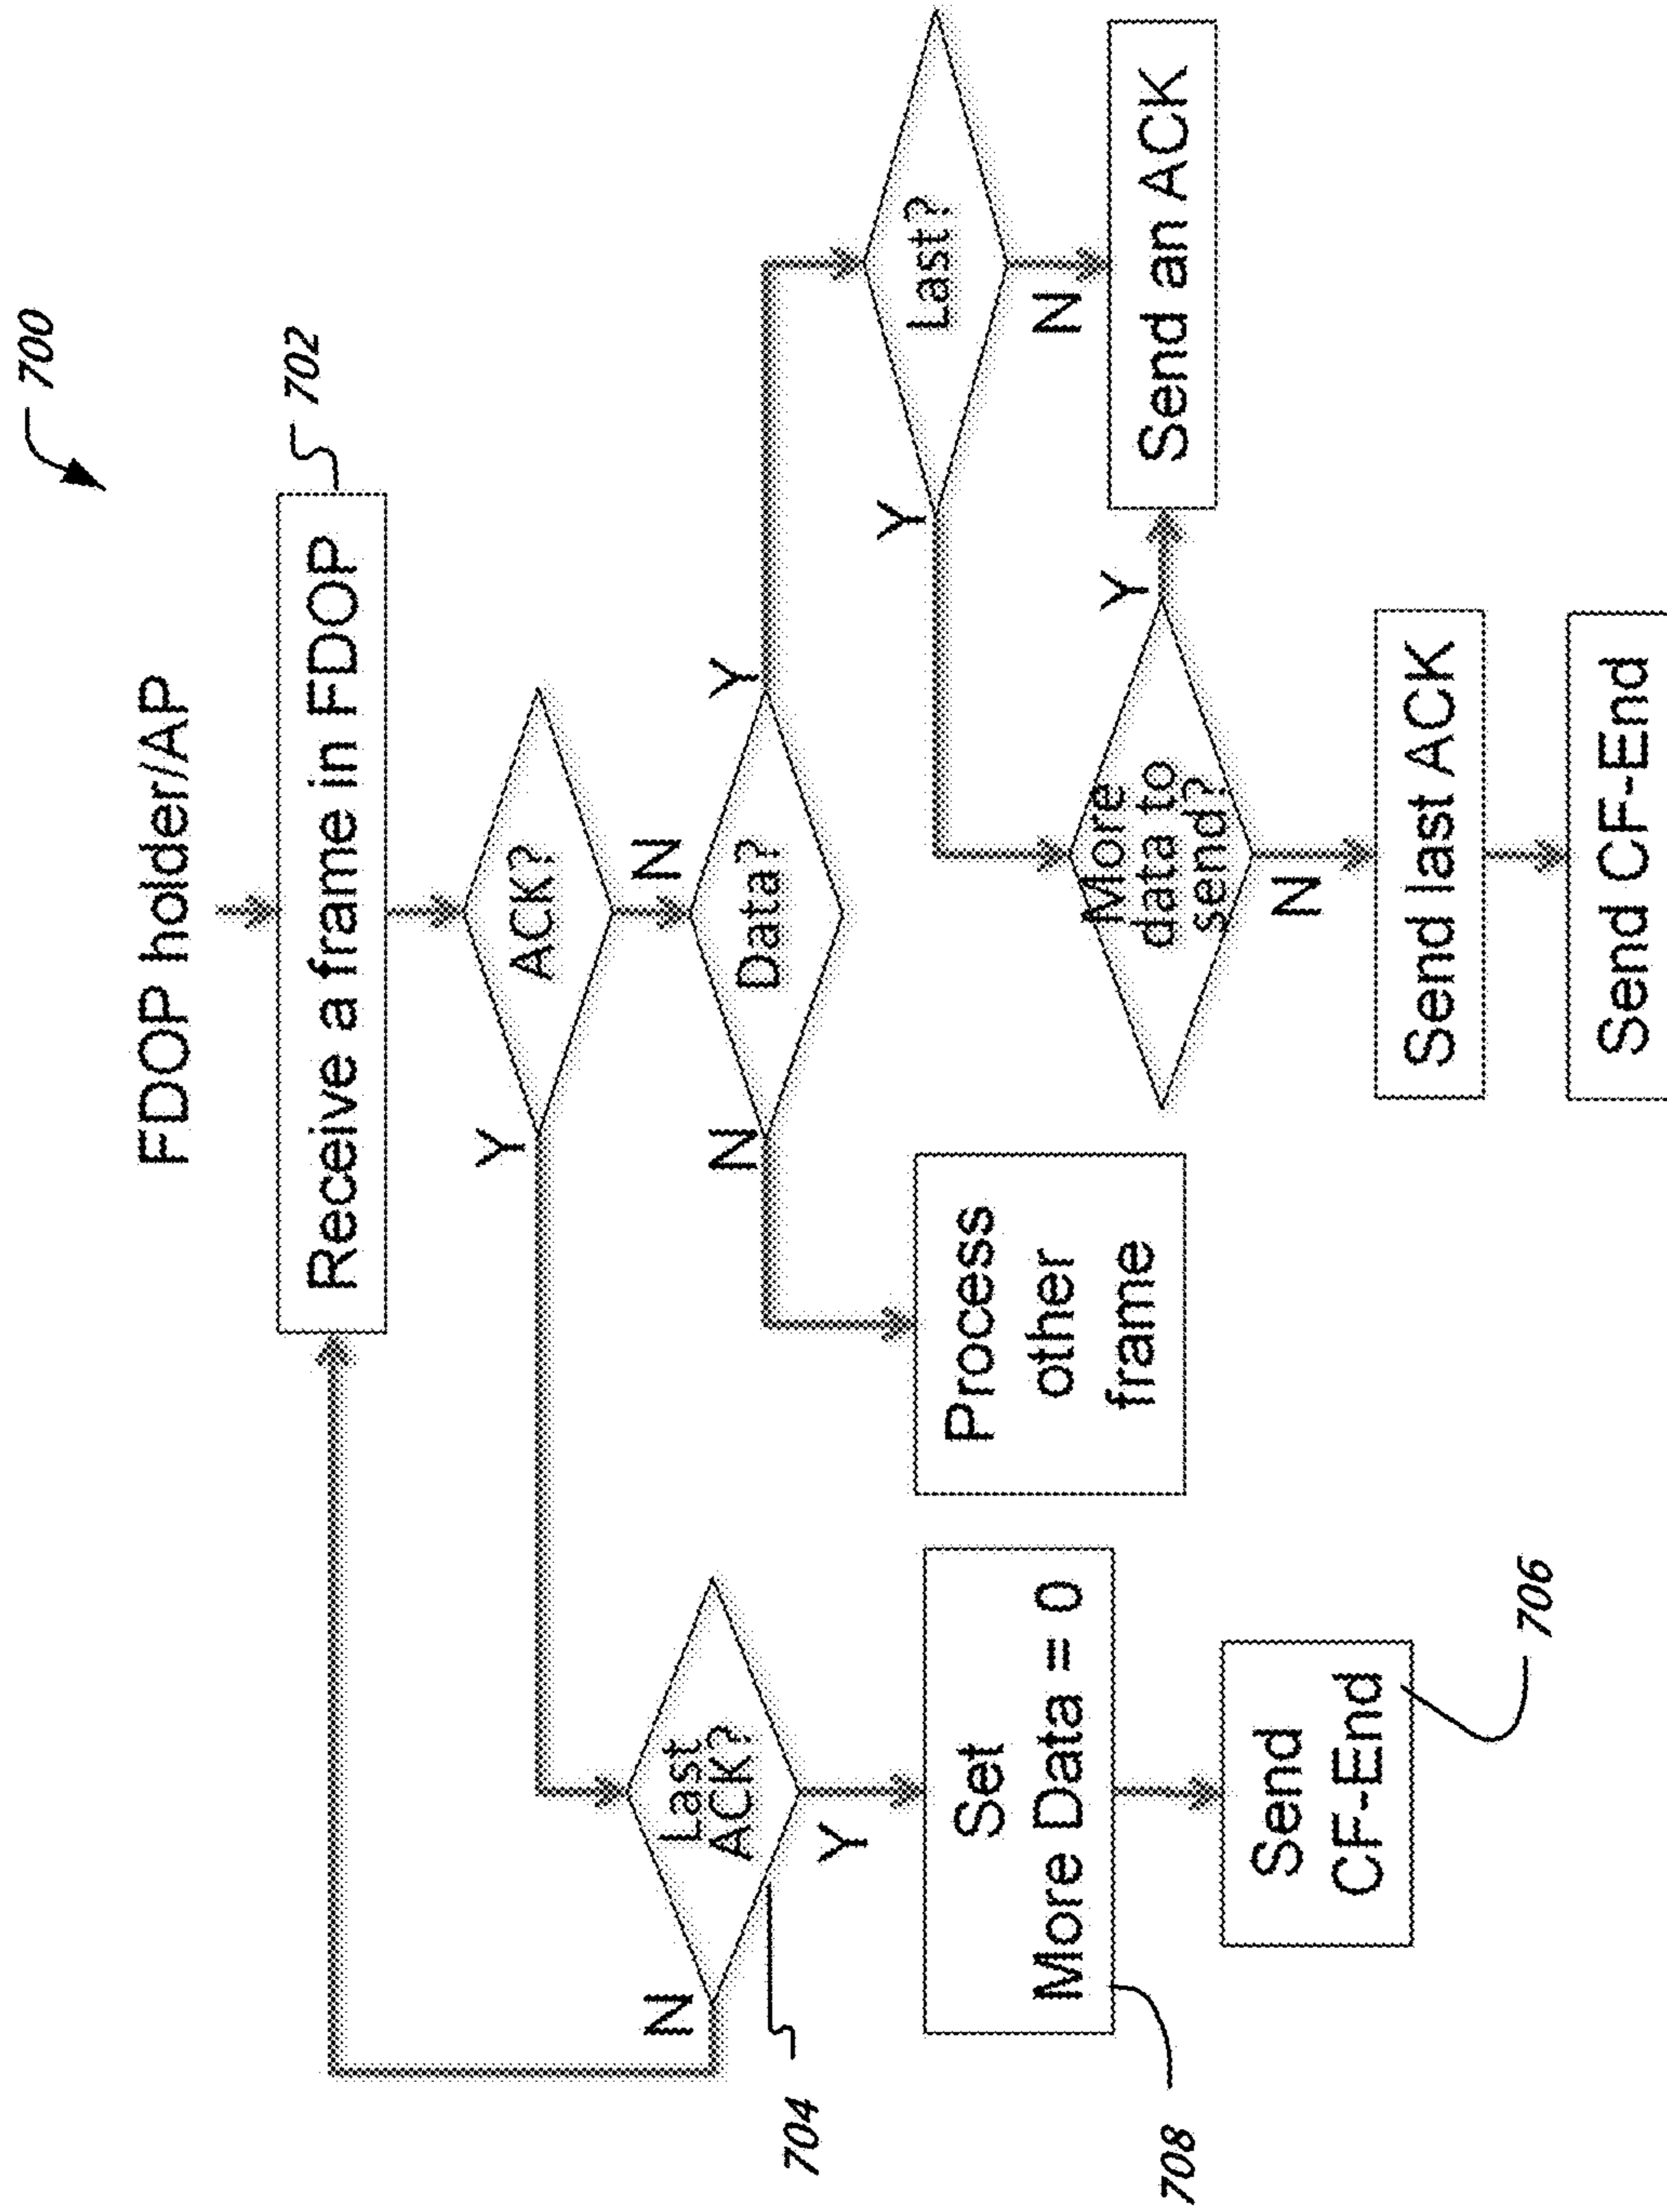 700
FDOP holder/AP
Receive a frame in FDOP
702
ACK?
Y
N
Data?
N
Y
Last
ACK?
N
Y
704
Set
More Data = 0
708
Send
CF-End
706
Process
other
frame
Last?
Y
N
More
data to
send?
Y
N
Send an ACK
Send last ACK
Send CF-End